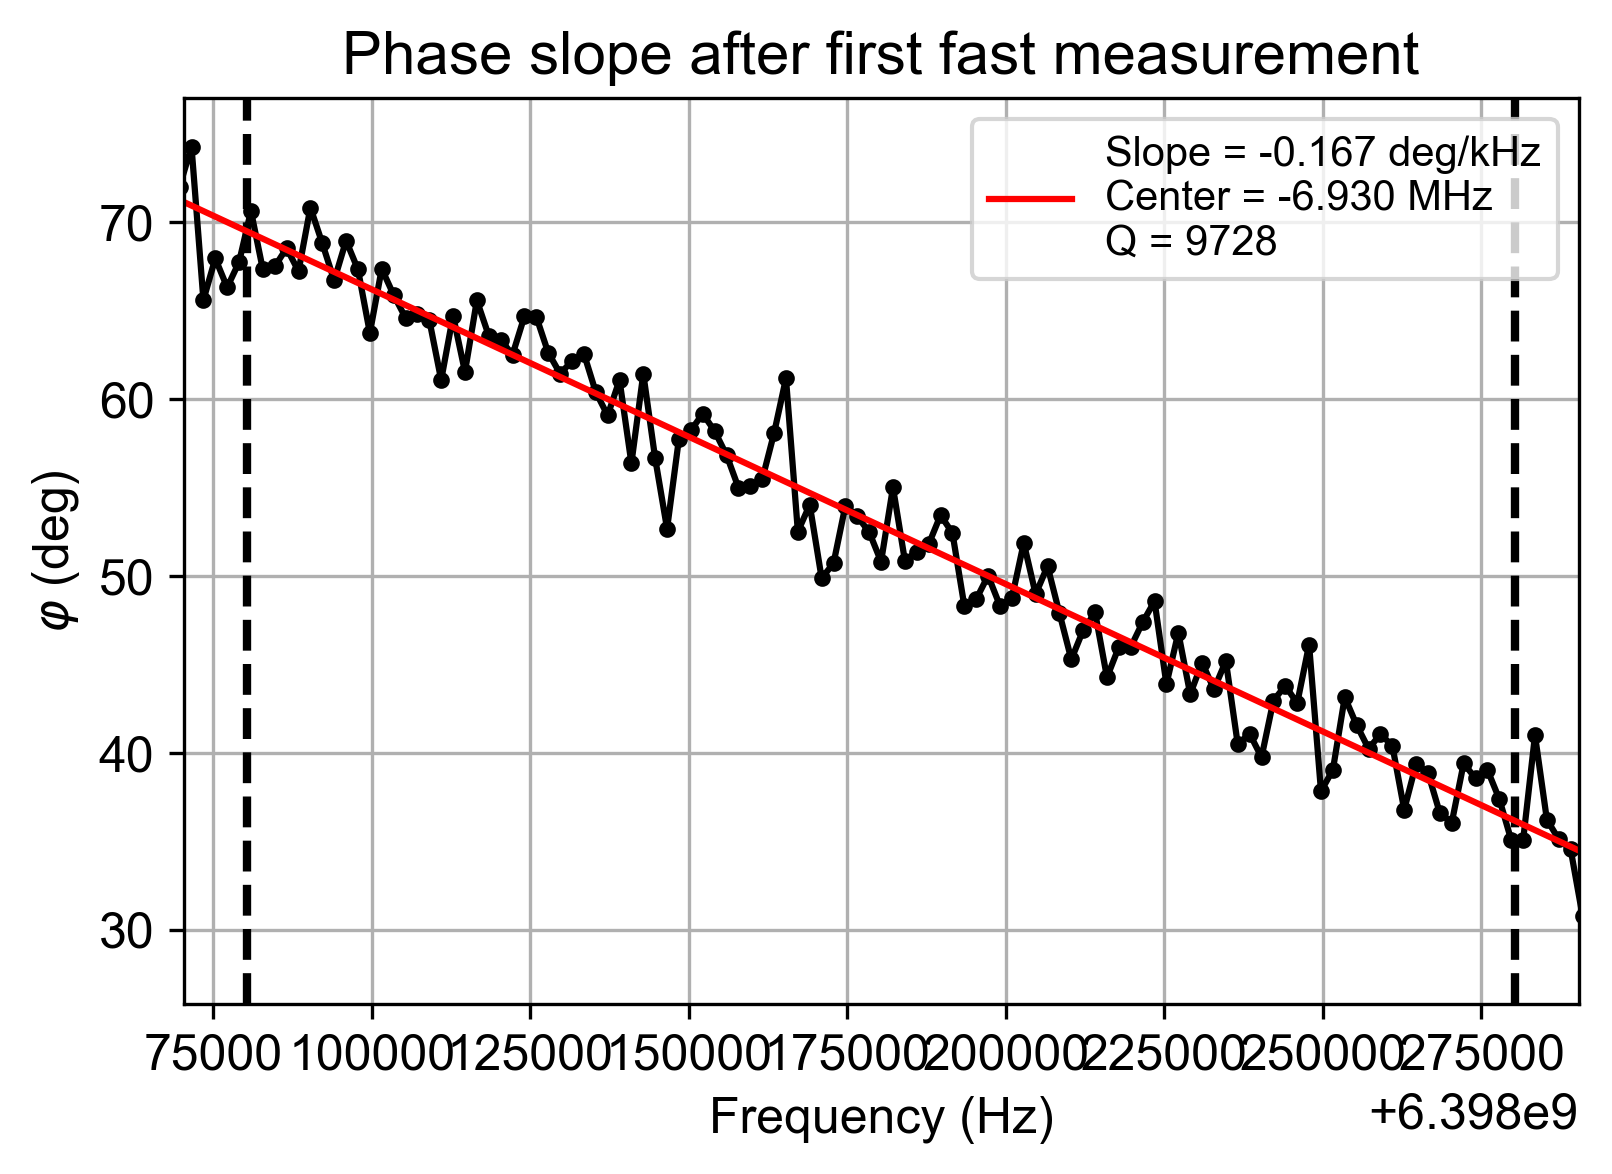 Phase slope after first fast measurement
Slope = -0.167 deg/kHz
Center = -6.930 MHz
Q = 9728
70
60
50
40
30
φ (deg)
75000 100000 125000 150000 175000 200000 225000 250000 275000
Frequency (Hz)
+6.398e9